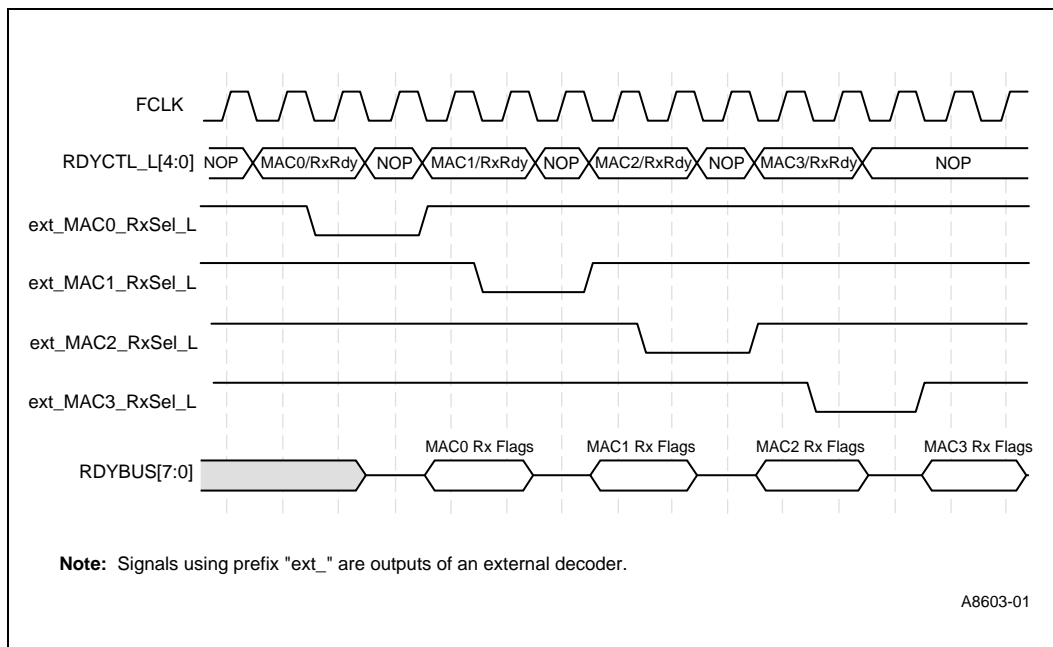 FCLK
RDYCTL_L[4:0] NOP MAC0/RxRdy NOP MAC1/RxRdy NOP MAC2/RxRdy NOP MAC3/RxRdy NOP
ext_MAC0_RxSel_L
ext_MAC1_RxSel_L
ext_MAC2_RxSel_L
ext_MAC3_RxSel_L
MAC0 Rx Flags MAC1 Rx Flags MAC2 Rx Flags MAC3 Rx Flags
RDYBUS[7:0]
Note: Signals using prefix "ext_" are outputs of an external decoder.
A8603-01